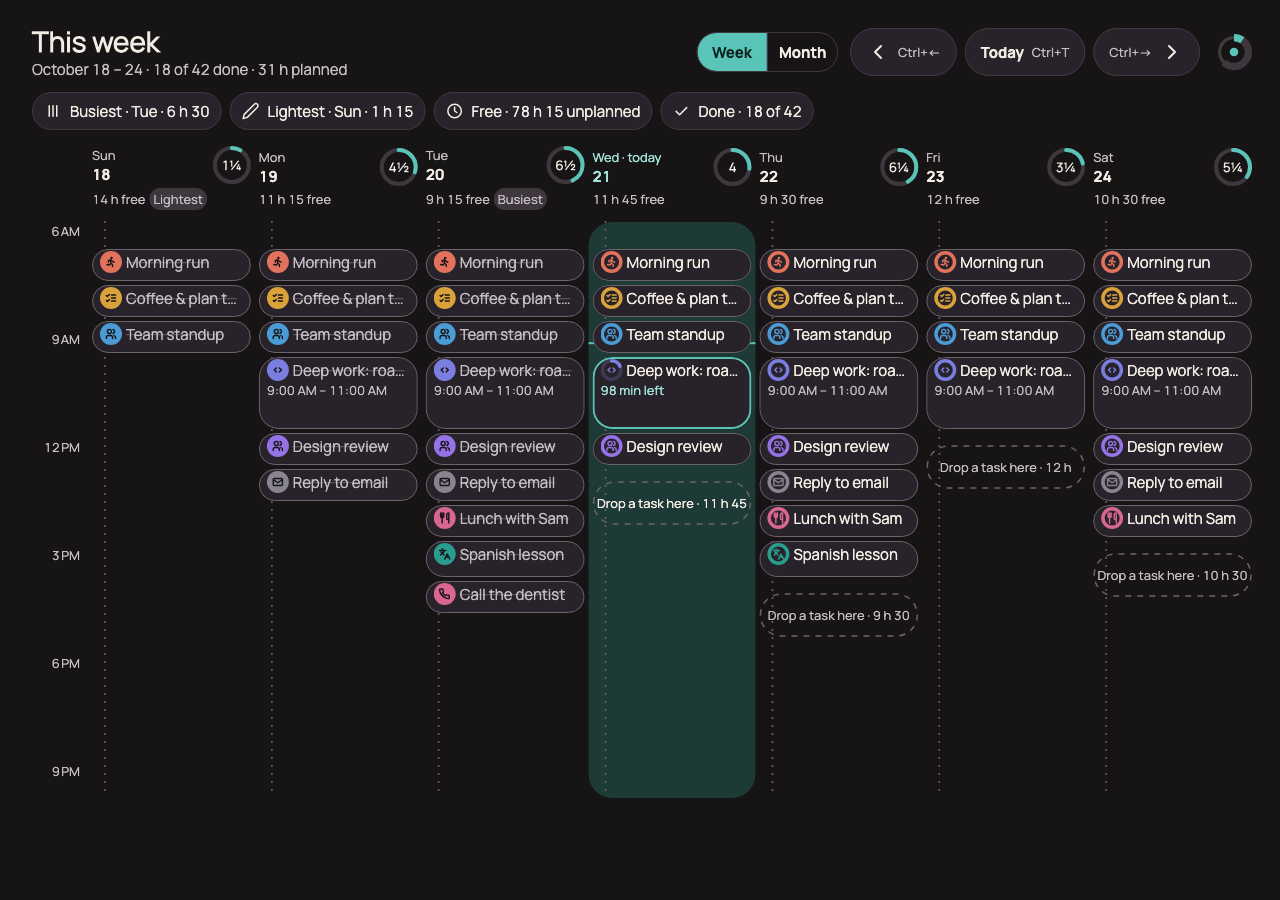 This week
October 18 – 24 · 18 of 42 done · 31 h planned
Week
Month
Ctrl+←
Today Ctrl+T
Ctrl+→
Busiest · Tue · 6 h 30
Lightest · Sun · 1 h 15
Free · 78 h 15 unplanned
Done · 18 of 42
Sun
18
1¼
14 h free Lightest
Mon
19
4½
11 h 15 free
Tue
20
6½
9 h 15 free Busiest
Wed · today
21
4
11 h 45 free
Thu
22
6¼
9 h 30 free
Fri
23
3¼
12 h free
Sat
24
5¼
10 h 30 free
6 AM
9 AM
12 PM
3 PM
6 PM
9 PM
Morning run
Coffee & plan t…
Team standup
Morning run
Coffee & plan t…
Team standup
Deep work: roa…
9:00 AM – 11:00 AM
Design review
Reply to email
Morning run
Coffee & plan t…
Team standup
Deep work: roa…
9:00 AM – 11:00 AM
Design review
Reply to email
Lunch with Sam
Spanish lesson
Call the dentist
Morning run
Coffee & plan t…
Team standup
Deep work: roa…
98 min left
Design review
Drop a task here · 11 h 45
Morning run
Coffee & plan t…
Team standup
Deep work: roa…
9:00 AM – 11:00 AM
Design review
Reply to email
Lunch with Sam
Spanish lesson
Drop a task here · 9 h 30
Morning run
Coffee & plan t…
Team standup
Deep work: roa…
9:00 AM – 11:00 AM
Drop a task here · 12 h
Morning run
Coffee & plan t…
Team standup
Deep work: roa…
9:00 AM – 11:00 AM
Design review
Reply to email
Lunch with Sam
Drop a task here · 10 h 30